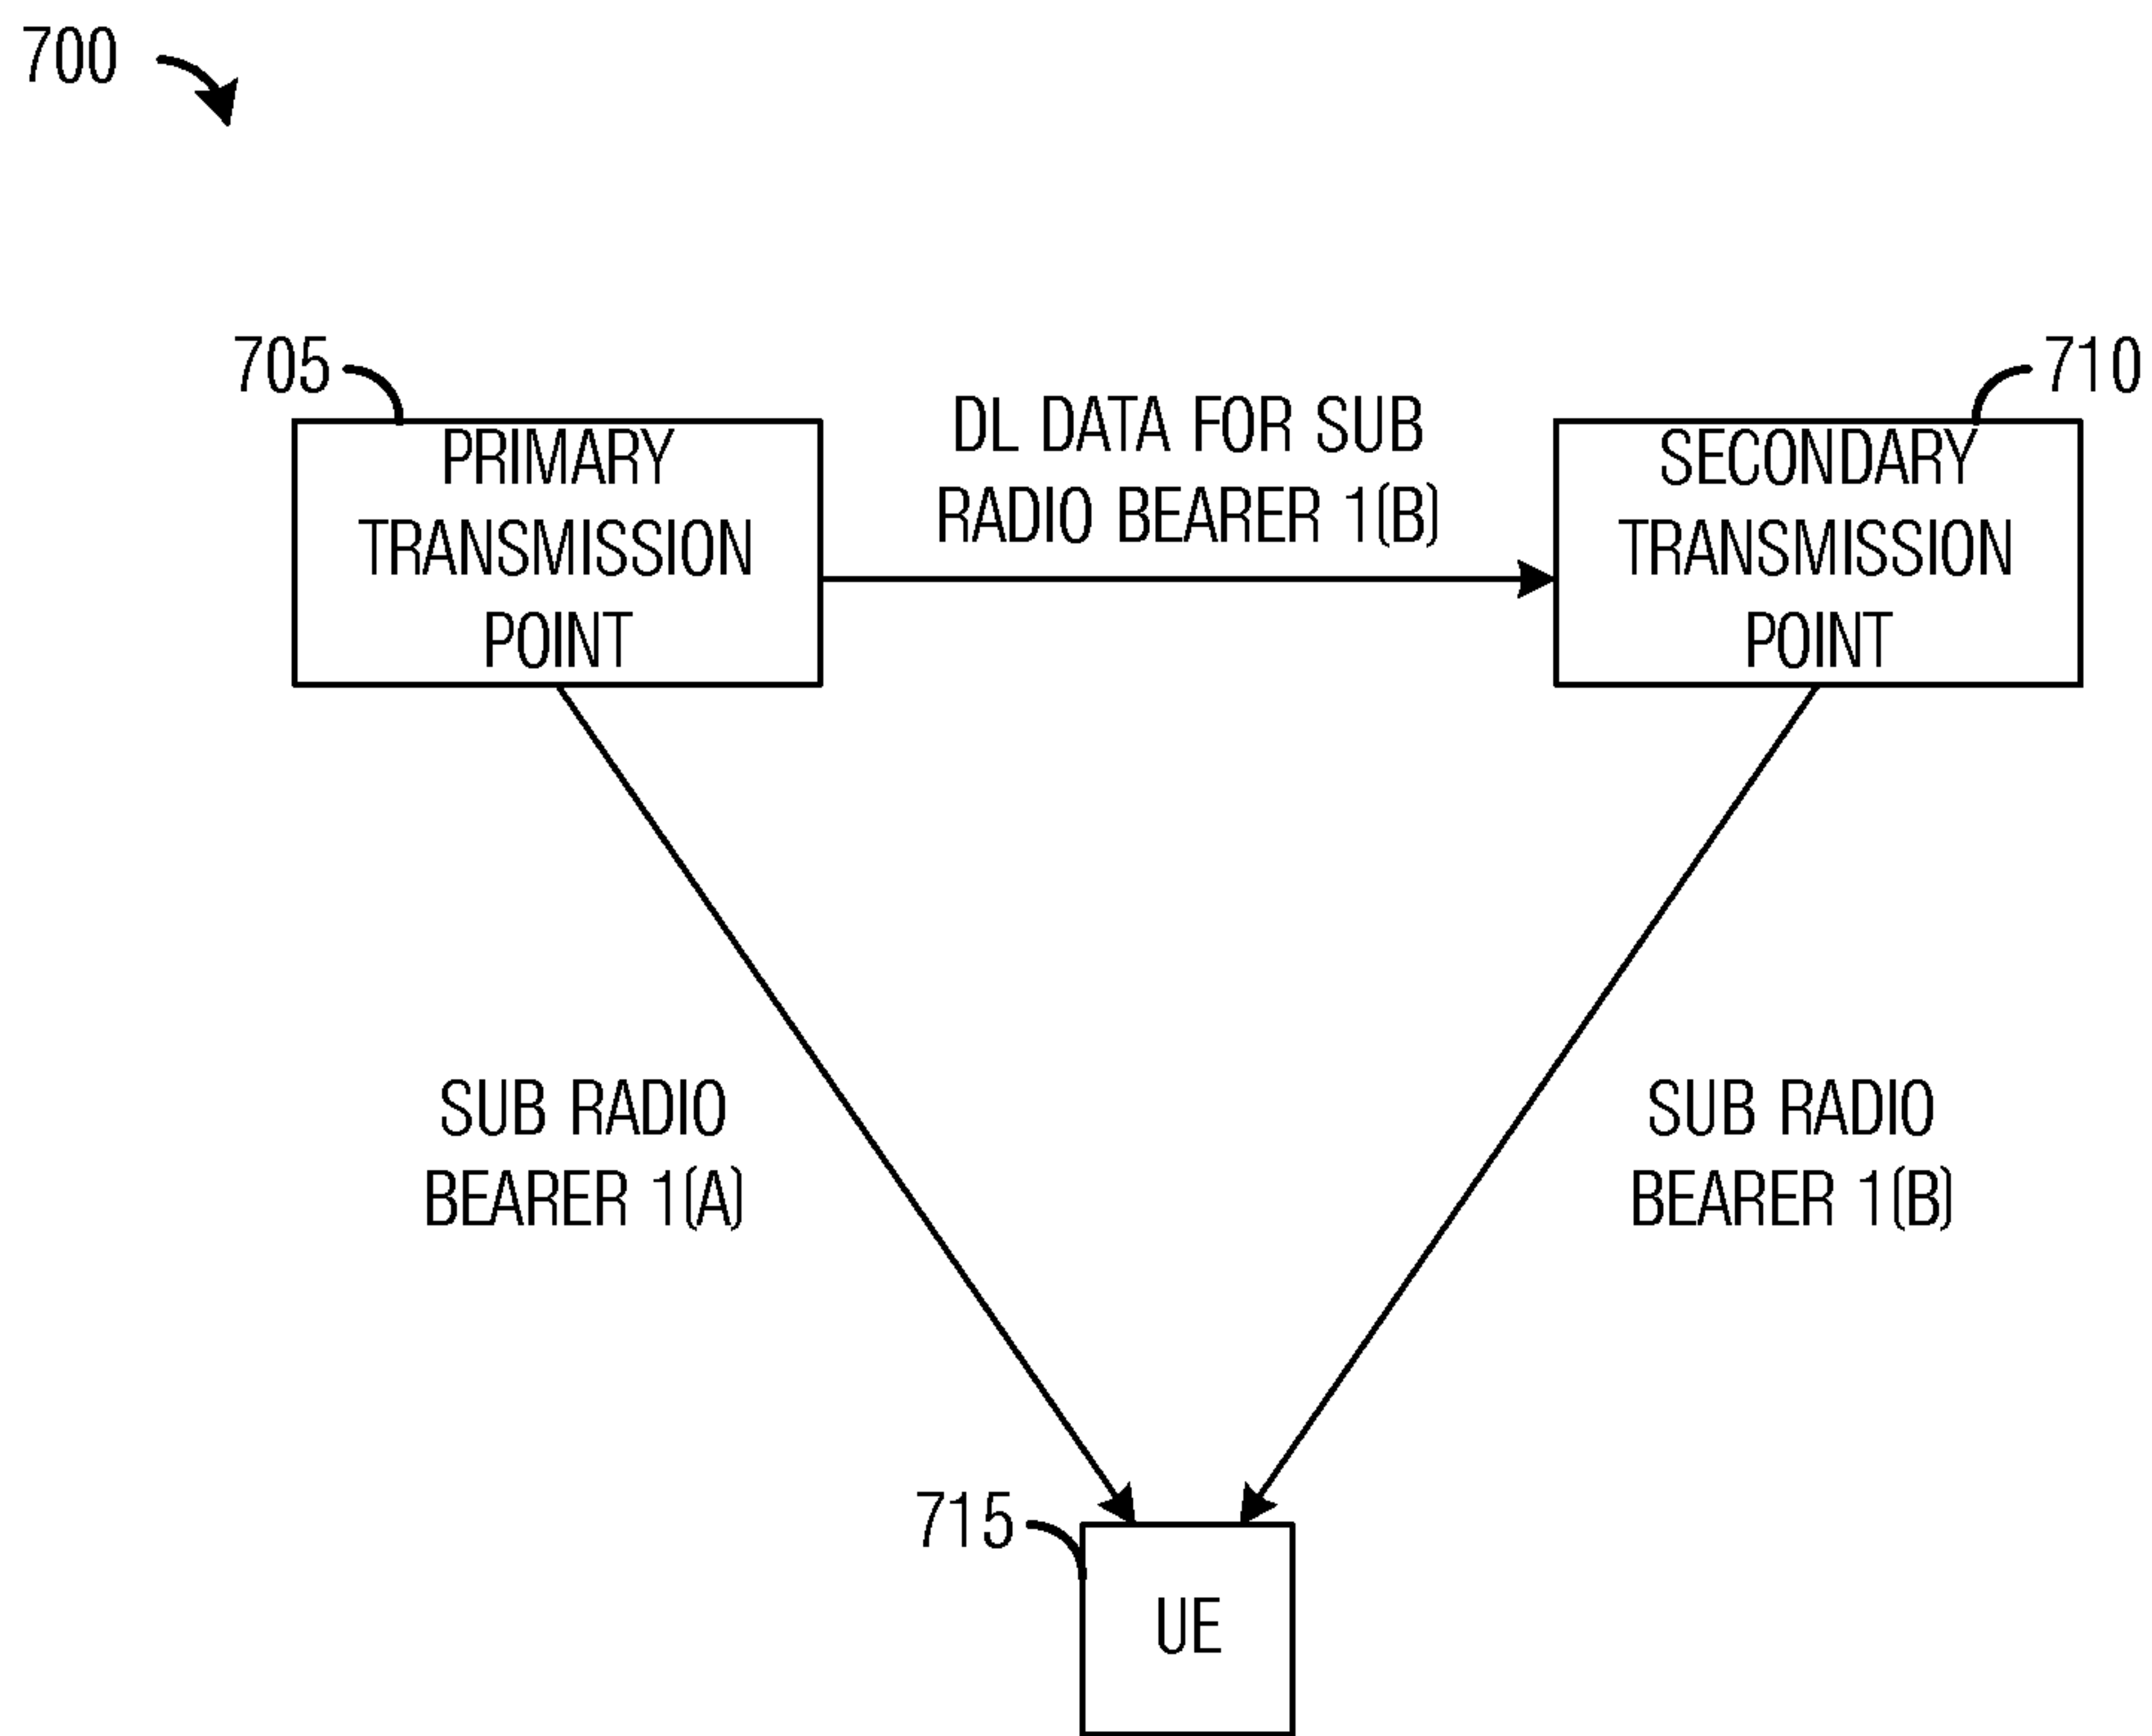 700
705
710
PRIMARY
TRANSMISSION
POINT
DL DATA FOR SUB
RADIO BEARER 1(B)
SECONDARY
TRANSMISSION
POINT
SUB RADIO
BEARER 1(A)
SUB RADIO
BEARER 1(B)
715
UE